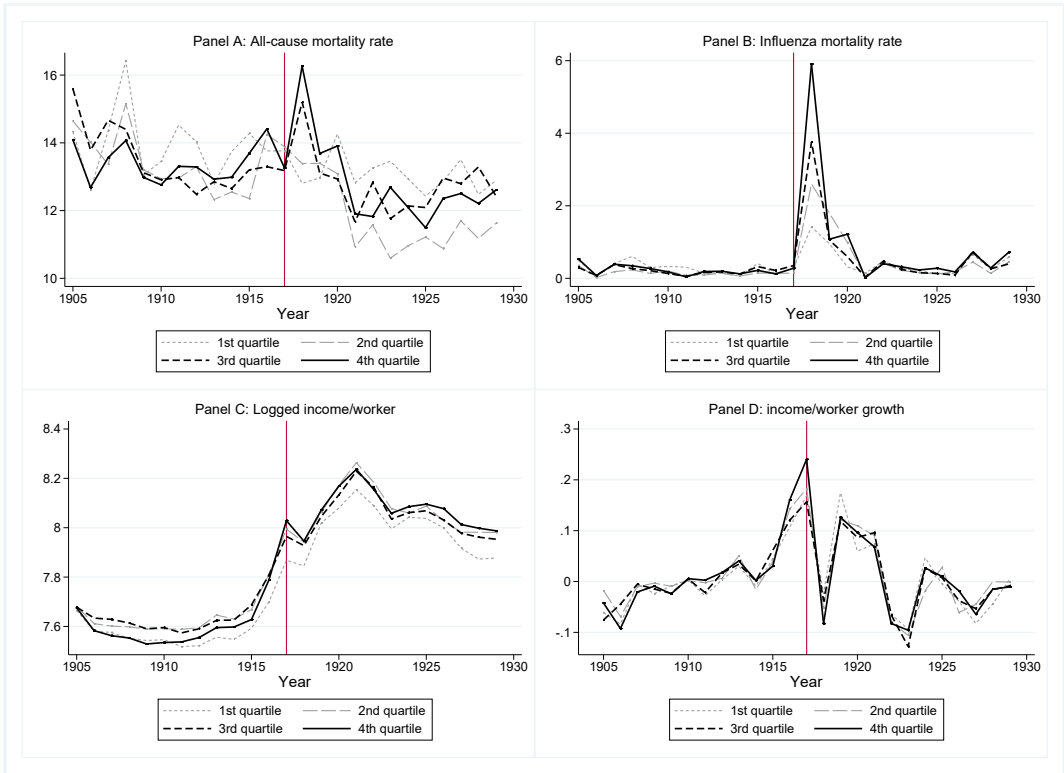 Panel A: All-cause mortality rate
16
14
12
10
1905 1910 1915 1920 1925 1930
Year
1st quartile 2nd quartile
3rd quartile 4th quartile
Panel B: Influenza mortality rate
6
4
2
0
1905 1910 1915 1920 1925 1930
Year
1st quartile 2nd quartile
3rd quartile 4th quartile
Panel C: Logged income/worker
8.4
8.2
8
7.8
7.6
1905 1910 1915 1920 1925 1930
Year
1st quartile 2nd quartile
3rd quartile 4th quartile
Panel D: income/worker growth
.3
.2
.1
0
-.1
1905 1910 1915 1920 1925 1930
Year
1st quartile 2nd quartile
3rd quartile 4th quartile